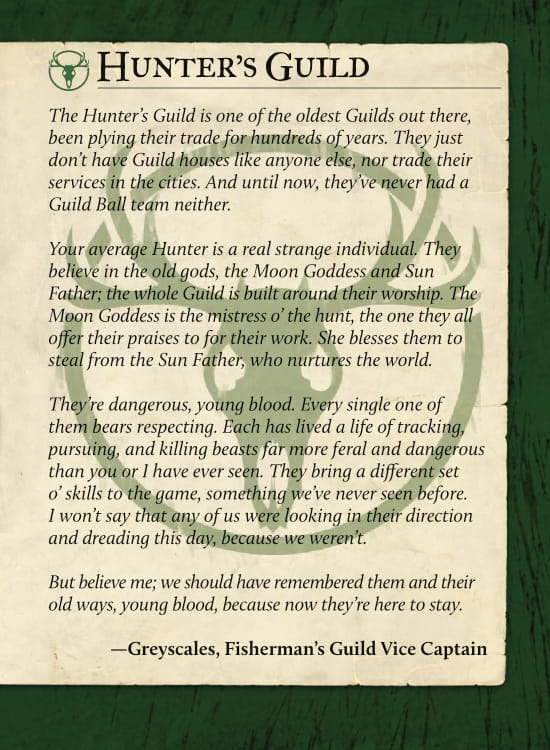 Hunter's Guild
The Hunter's Guild is one of the oldest Guilds out there,
been plying their trade for hundreds of years. They just
don't have Guild houses like anyone else, nor trade their
services in the cities. And until now, they've never had a
Guild Ball team neither.
Your average Hunter is a real strange individual. They
believe in the old gods, the Moon Goddess and Sun
Father; the whole Guild is built around their worship. The
Moon Goddess is the mistress o' the hunt, the one they all
offer their praises to for their work. She blesses them to
steal from the Sun Father, who nurtures the world.
They're dangerous, young blood. Every single one of
them bears respecting. Each has lived a life of tracking,
pursuing, and killing beasts far more feral and dangerous
than you or I have ever seen. They bring a different set
o' skills to the game, something we've never seen before.
I won't say that any of us were looking in their direction
and dreading this day, because we weren't.
But believe me; we should have remembered them and their
old ways, young blood, because now they're here to stay.
—Greyscales, Fisherman's Guild Vice Captain